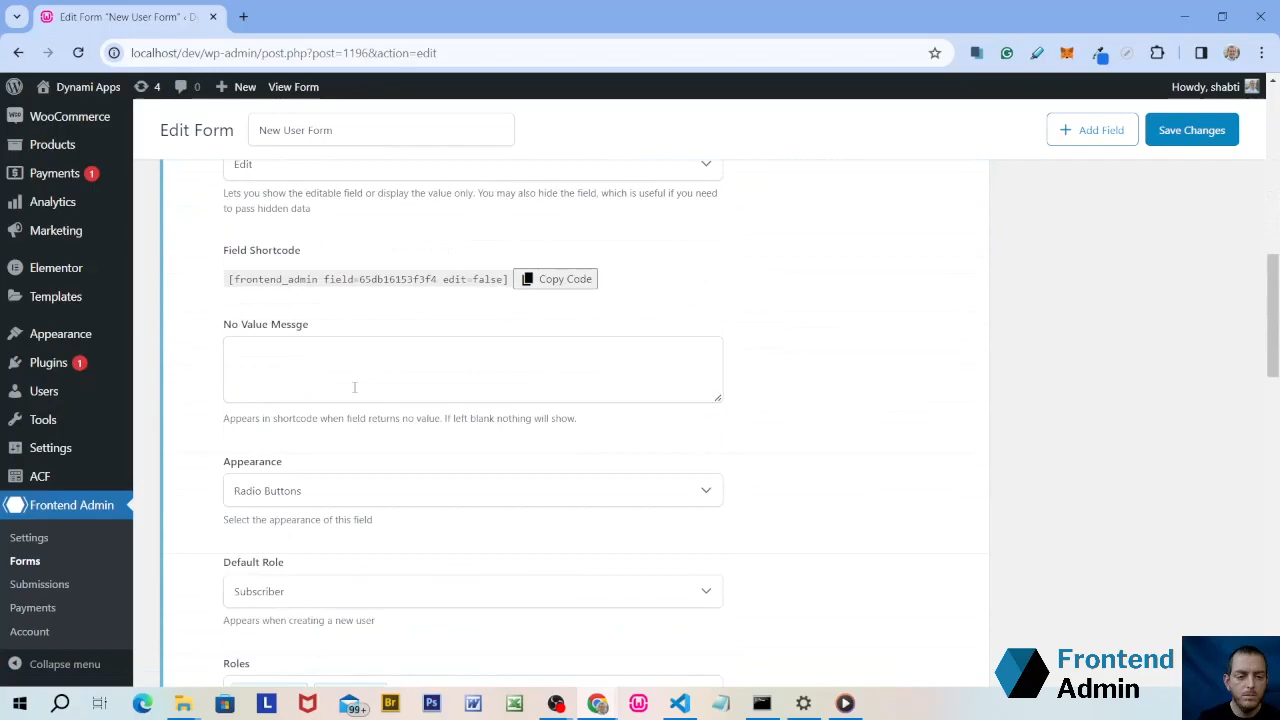 Edit Form "New User Form" ‹ D
localhost/dev/wp-admin/post.php?post=1196&action=edit
Dynami Apps
4
0
New
View Form
Howdy, shabti
WooCommerce
Products
Payments 1
Analytics
Marketing
Elementor
Templates
Appearance
Plugins 1
Users
Tools
Settings
ACF
Frontend Admin
Settings
Forms
Submissions
Payments
Account
Collapse menu
Edit Form
New User Form
Add Field
Save Changes
Edit
Lets you show the editable field or display the value only. You may also hide the field, which is useful if you need
to pass hidden data
Field Shortcode
[frontend_admin field=65db16153f3f4 edit=false]
Copy Code
No Value Messge
Appears in shortcode when field returns no value. If left blank nothing will show.
Appearance
Radio Buttons
Select the appearance of this field
Default Role
Subscriber
Appears when creating a new user
Roles
Frontend
Admin
L
99+
Br
Ps